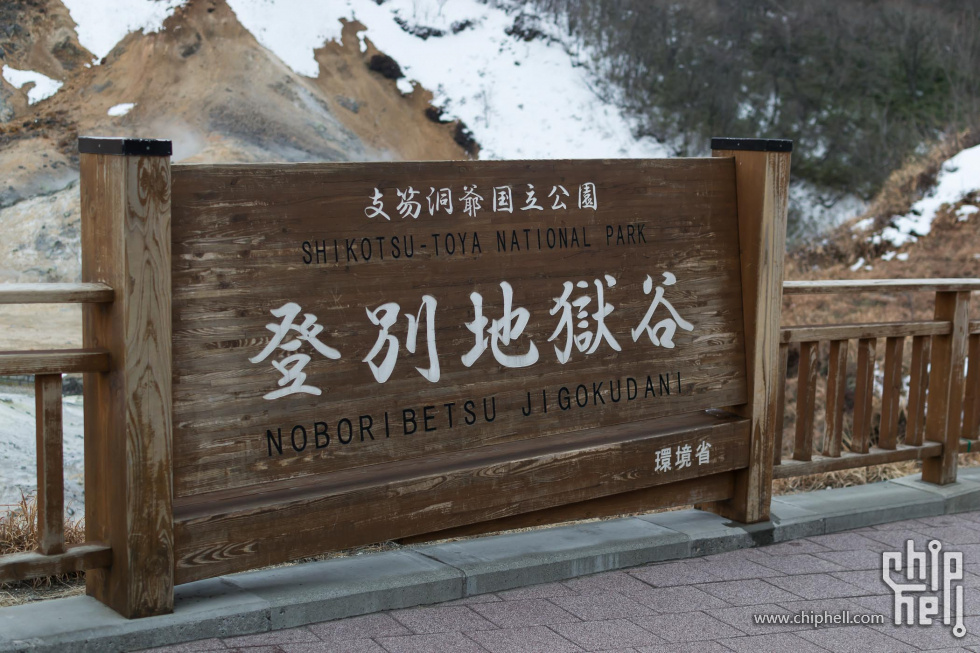 支笏洞爺国立公園
SHIKOTSU-TOYA NATIONAL PARK
登別地獄谷
NOBORIBETSU JIGOKUDANI
環境省
www.chiphell.com
chip
hell